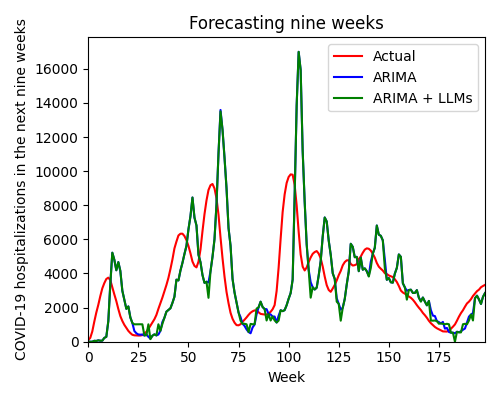 Forecasting nine weeks
COVID-19 hospitalizations in the next nine weeks
16000
14000
12000
10000
8000
6000
4000
2000
0
Actual
ARIMA
ARIMA + LLMs
0 25 50 75 100 125 150 175
Week